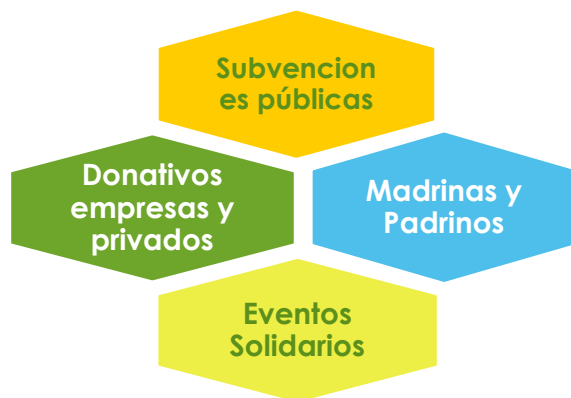 Subvencion
es públicas
Donativos
empresas y
privados
Madrinas y
Padrinos
Eventos
Solidarios